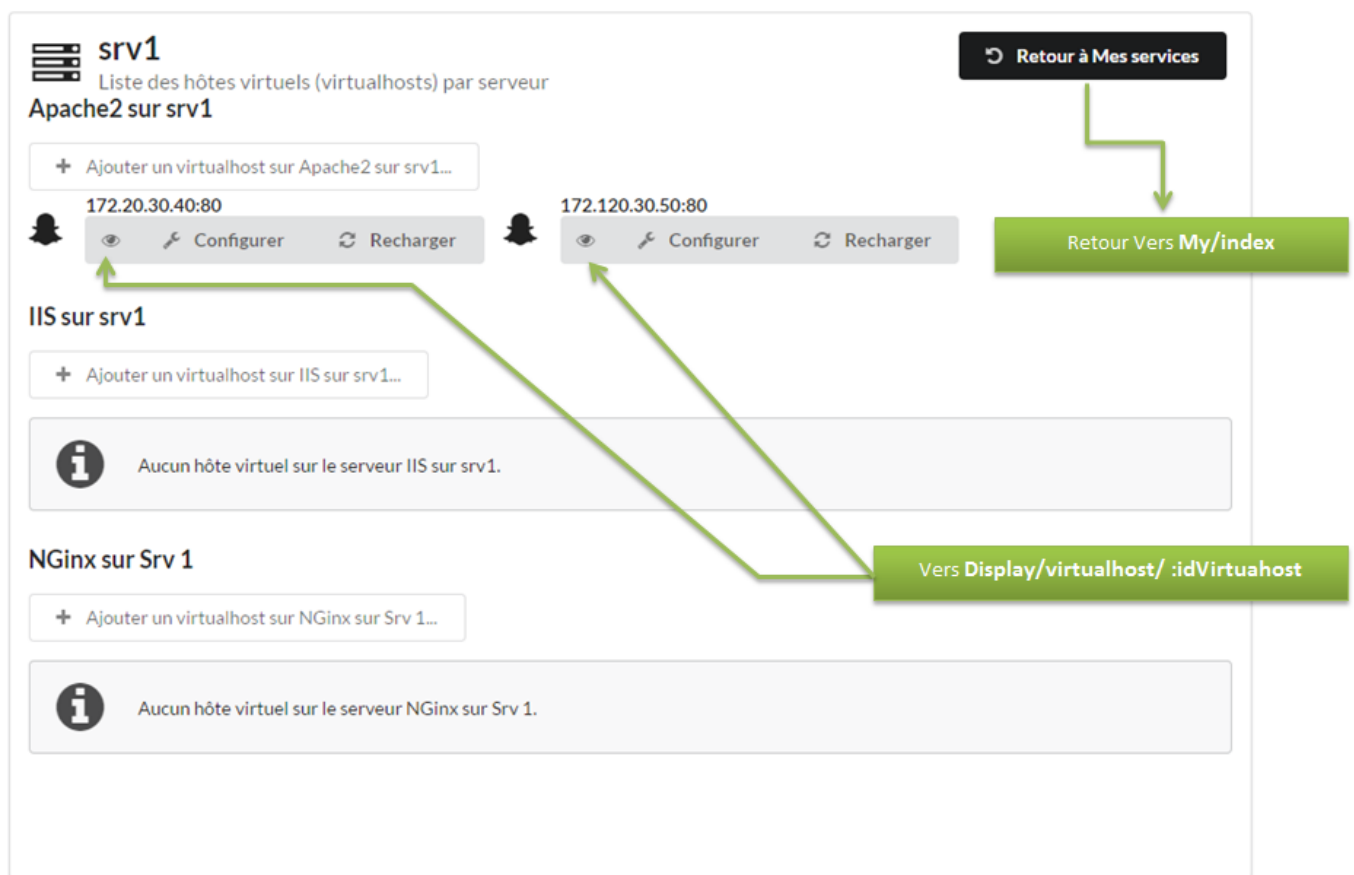 srv1
Liste des hôtes virtuels (virtualhosts) par serveur
Retour à Mes services
Apache2 sur srv1
Ajouter un virtualhost sur Apache2 sur srv1...
172.20.30.40:80
172.120.30.50:80
Configurer
Recharger
Configurer
Recharger
Retour Vers My/index
IIS sur srv1
Ajouter un virtualhost sur IIS sur srv1...
Aucun hôte virtuel sur le serveur IIS sur srv1.
NGinx sur Srv 1
Vers Display/virtualhost/ :idVirtuahost
Ajouter un virtualhost sur NGinx sur Srv 1...
Aucun hôte virtuel sur le serveur NGinx sur Srv 1.